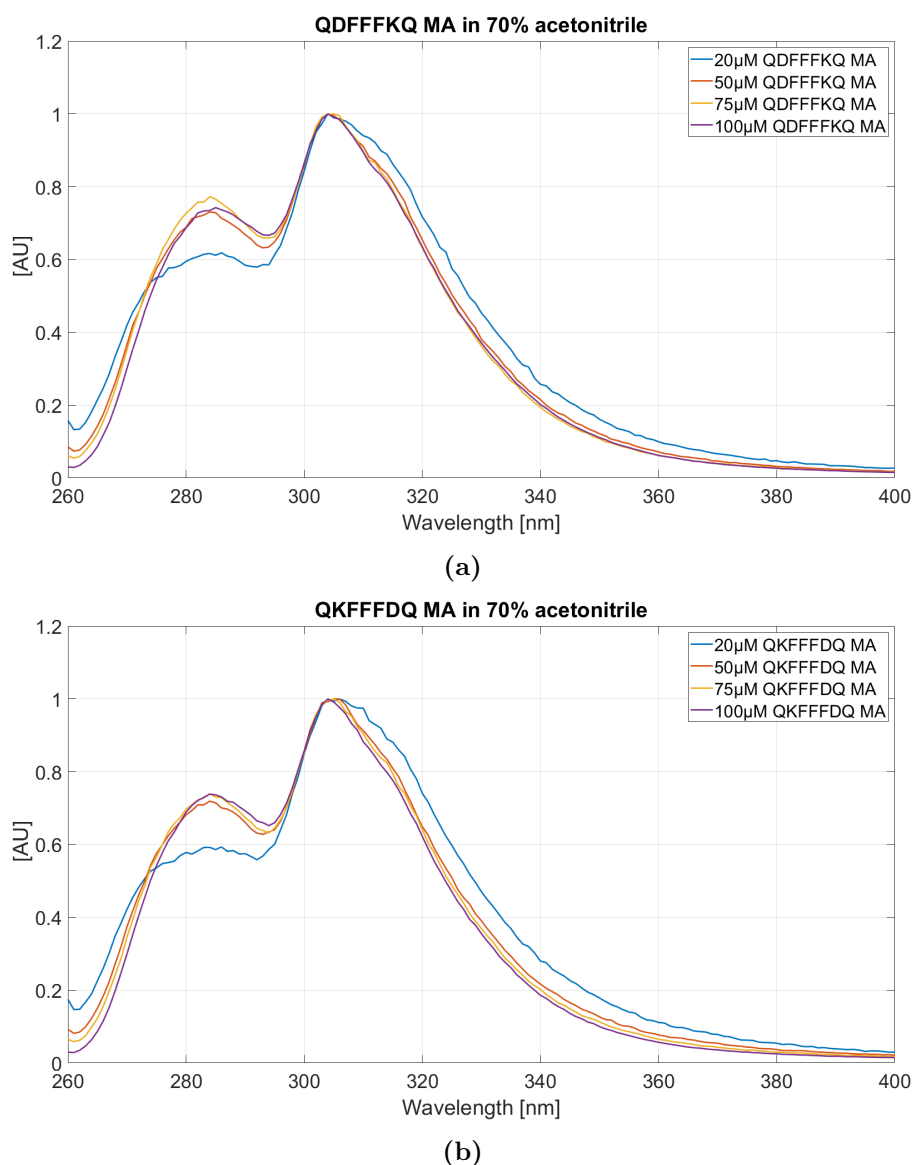 QDFFFKQ MA in 70% acetonitrile
1.2
1
0.8
0.6
0.4
0.2
0
[AU]
20µM QDFFFKQ MA
50µM QDFFFKQ MA
75µM QDFFFKQ MA
100µM QDFFFKQ MA
260 280 300 320 340 360 380 400
Wavelength [nm]
(a)
QKFFFDQ MA in 70% acetonitrile
1.2
1
0.8
0.6
0.4
0.2
0
[AU]
20µM QKFFFDQ MA
50µM QKFFFDQ MA
75µM QKFFFDQ MA
100µM QKFFFDQ MA
260 280 300 320 340 360 380 400
Wavelength [nm]
(b)